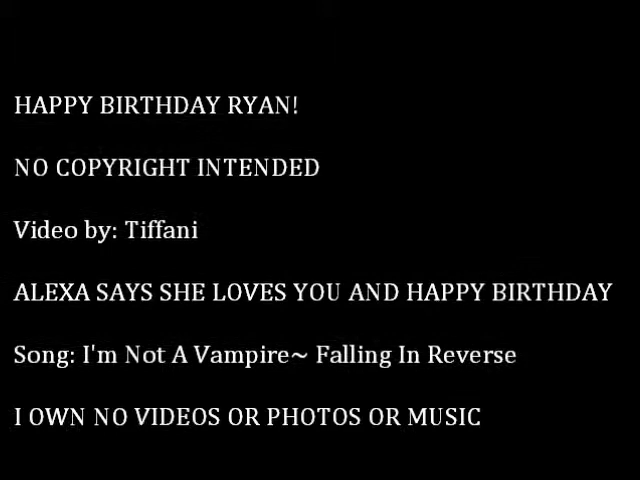 HAPPY BIRTHDAY RYAN!
NO COPYRIGHT INTENDED
Video by: Tiffani
ALEXA SAYS SHE LOVES YOU AND HAPPY BIRTHDAY
Song: I'm Not A Vampire~ Falling In Reverse
I OWN NO VIDEOS OR PHOTOS OR MUSIC